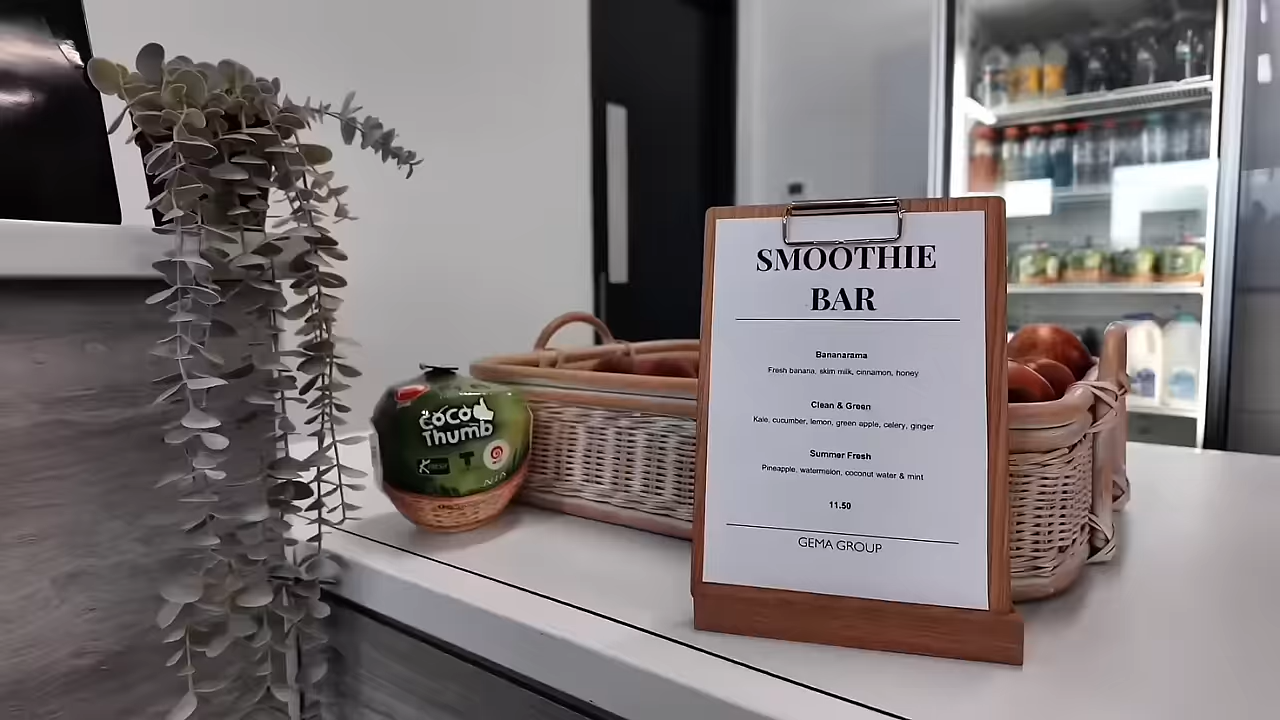 coco
Thumb
FRESH
SMOOTHIE
BAR
Bananarama
Fresh banana, skim milk, cinnamon, honey
Clean & Green
Kale, cucumber, lemon, green apple, celery, ginger
Summer Fresh
Pineapple, watermelon, coconut water & mint
11.50
GEMA GROUP